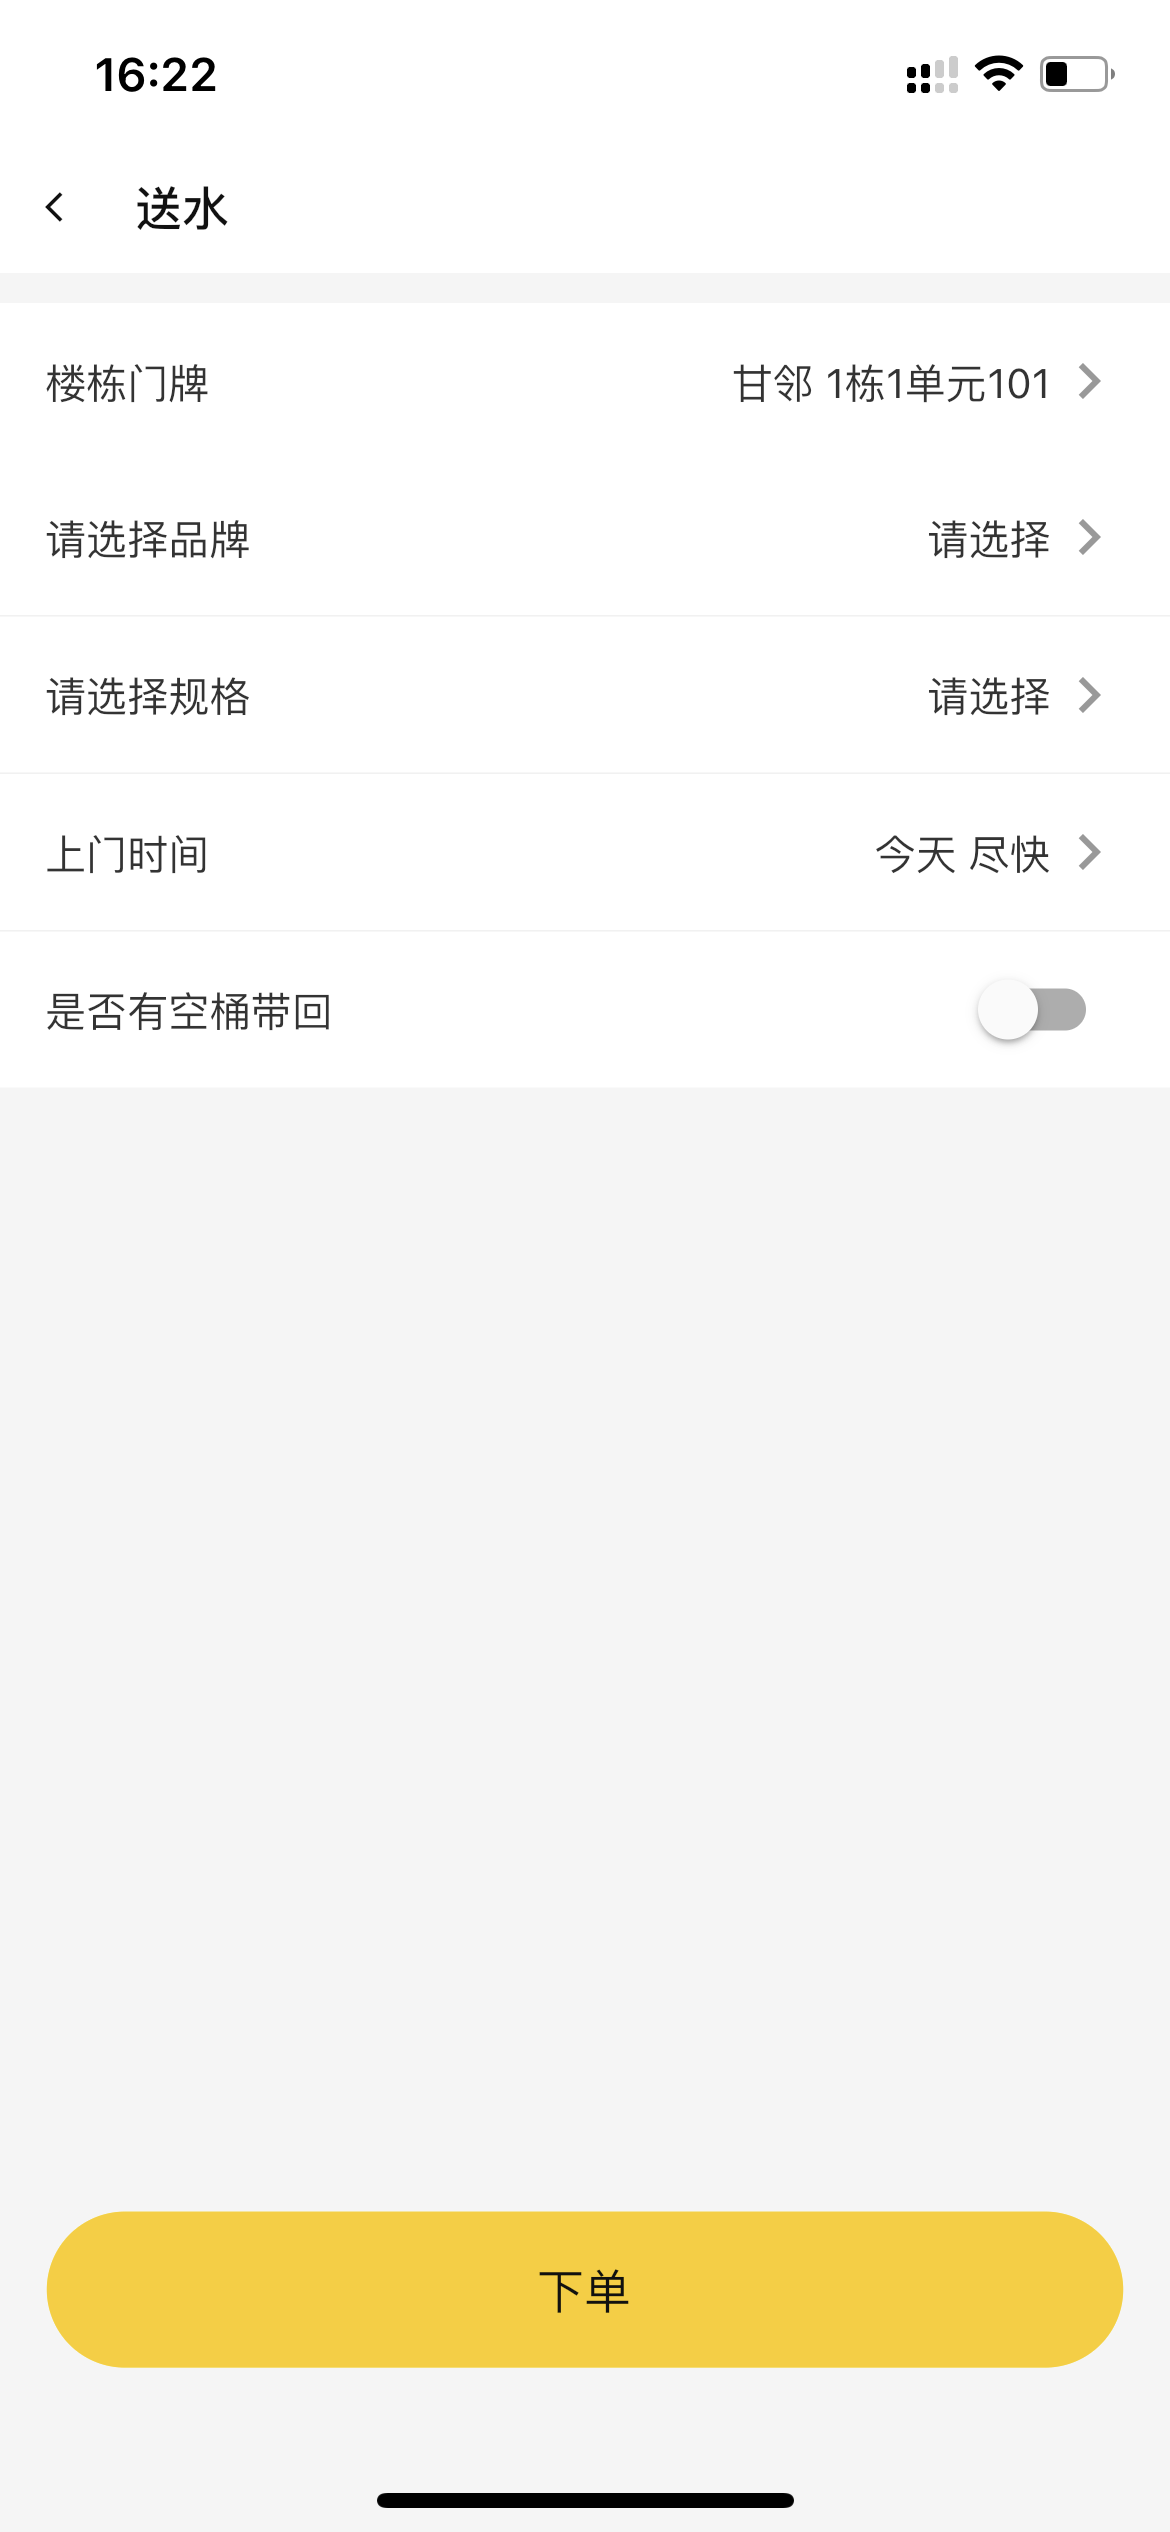 16:22
送水
楼栋门牌 甘邻 1栋1单元101
请选择品牌 请选择
请选择规格 请选择
上门时间 今天 尽快
是否有空桶带回
下单